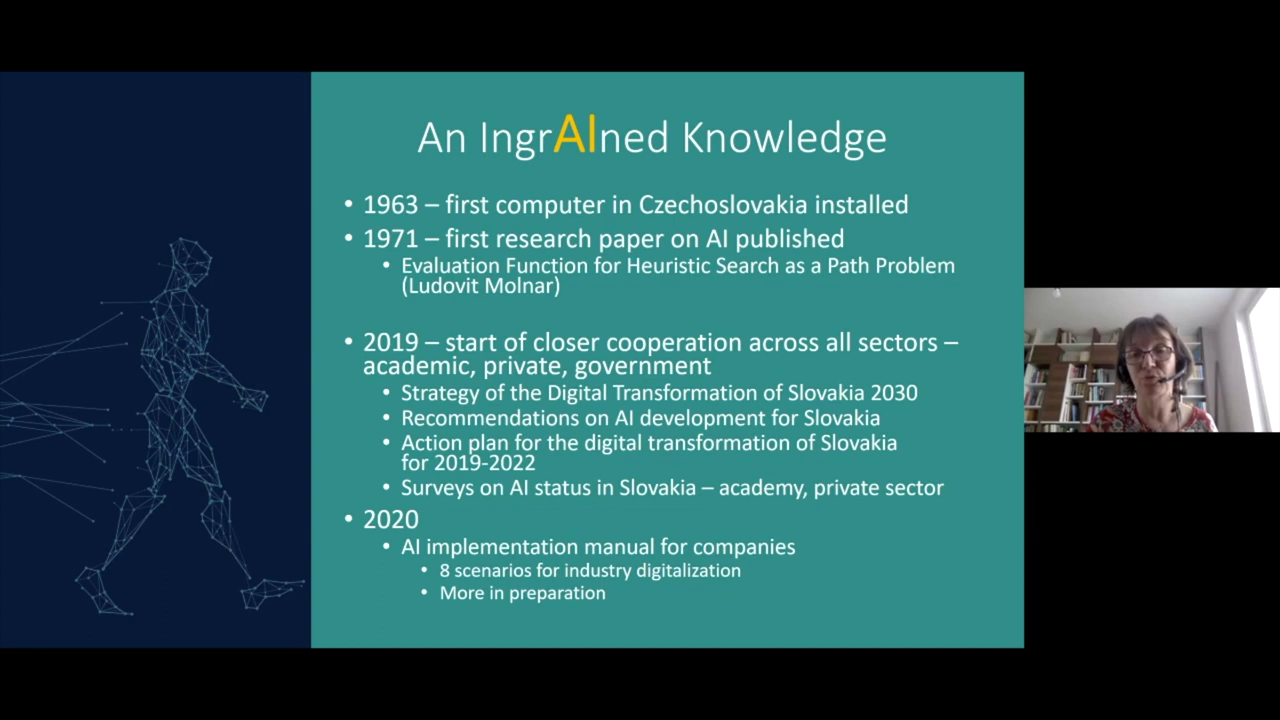 An IngrAIned Knowledge
• 1963 – first computer in Czechoslovakia installed
• 1971 – first research paper on AI published
• Evaluation Function for Heuristic Search as a Path Problem
(Ludovit Molnar)
• 2019 – start of closer cooperation across all sectors –
academic, private, government
• Strategy of the Digital Transformation of Slovakia 2030
• Recommendations on AI development for Slovakia
• Action plan for the digital transformation of Slovakia
for 2019-2022
• Surveys on AI status in Slovakia – academy, private sector
• 2020
• AI implementation manual for companies
• 8 scenarios for industry digitalization
• More in preparation